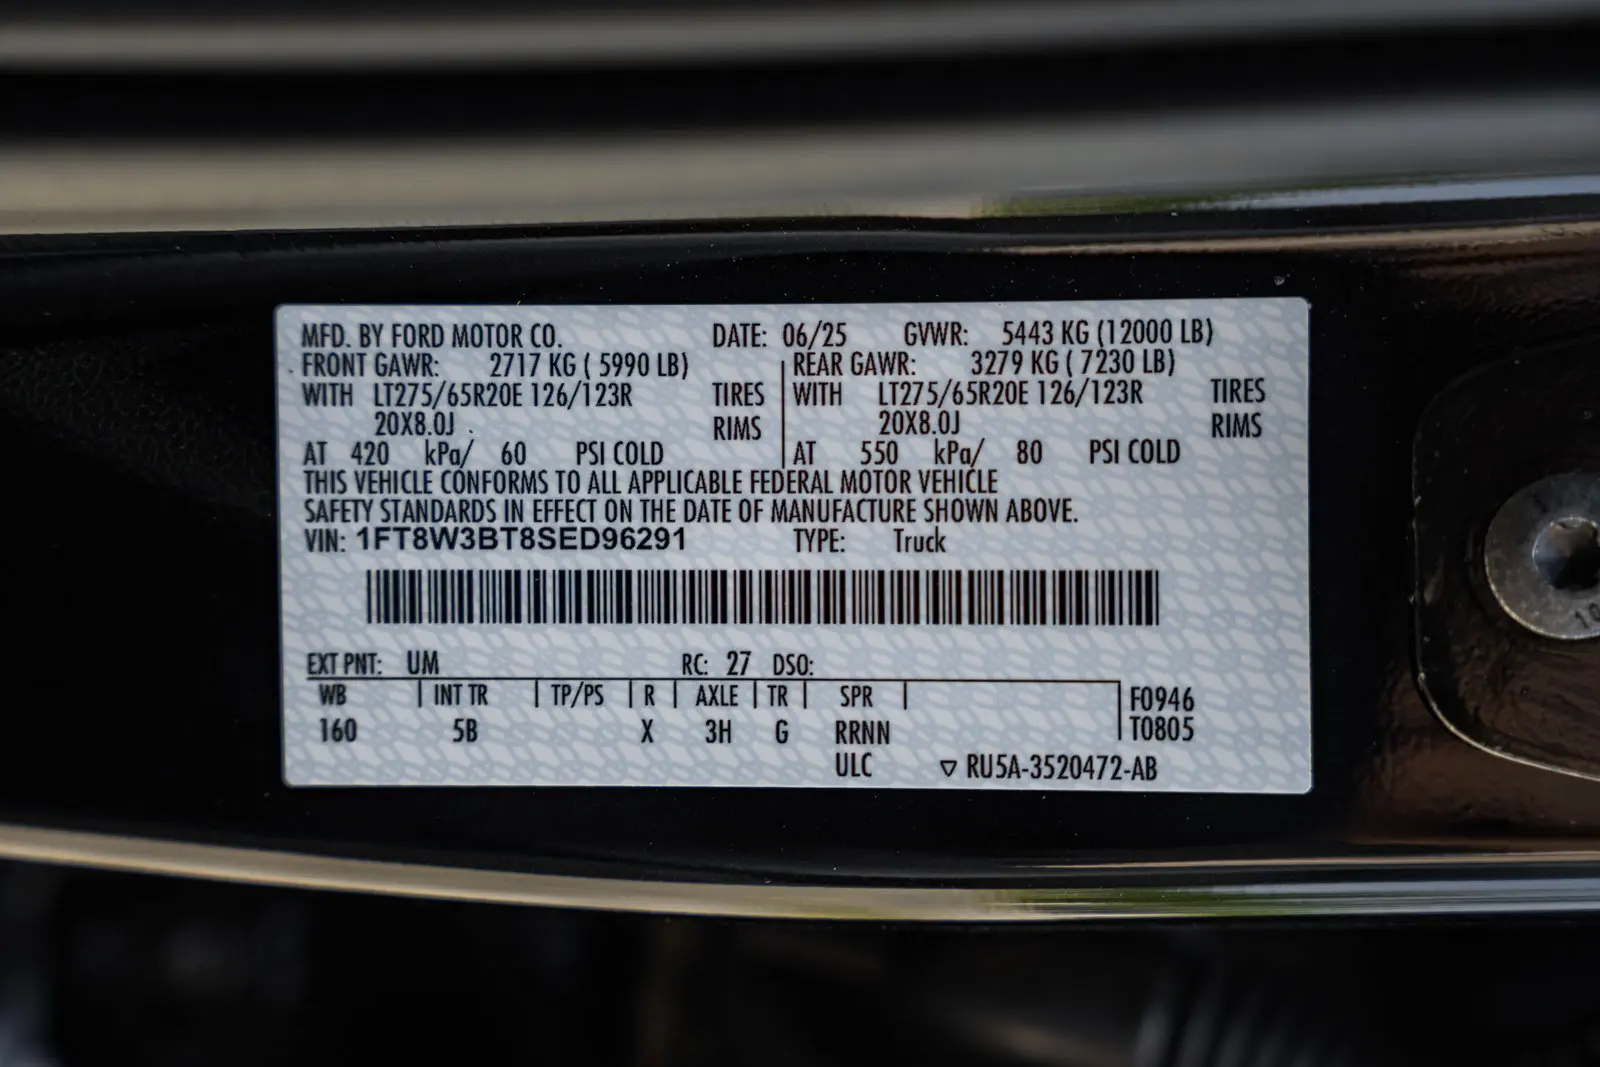 MFD. BY FORD MOTOR CO. DATE: 06/25 GVWR: 5443 KG (12000 LB)
FRONT GAWR: 2717 KG ( 5990 LB) REAR GAWR: 3279 KG ( 7230 LB)
WITH LT275/65R20E 126/123R TIRES WITH LT275/65R20E 126/123R TIRES
20X8.0J RIMS 20X8.0J RIMS
AT 420 kPa/ 60 PSI COLD AT 550 kPa/ 80 PSI COLD
THIS VEHICLE CONFORMS TO ALL APPLICABLE FEDERAL MOTOR VEHICLE
SAFETY STANDARDS IN EFFECT ON THE DATE OF MANUFACTURE SHOWN ABOVE.
VIN: 1FT8W3BT8SED96291 TYPE: Truck
EXT PNT: UM RC: 27 DSO:
WB INT TR TP/PS R AXLE TR SPR F0946
160 5B X 3H G RRNN T0805
ULC ▽ RU5A-3520472-AB
10